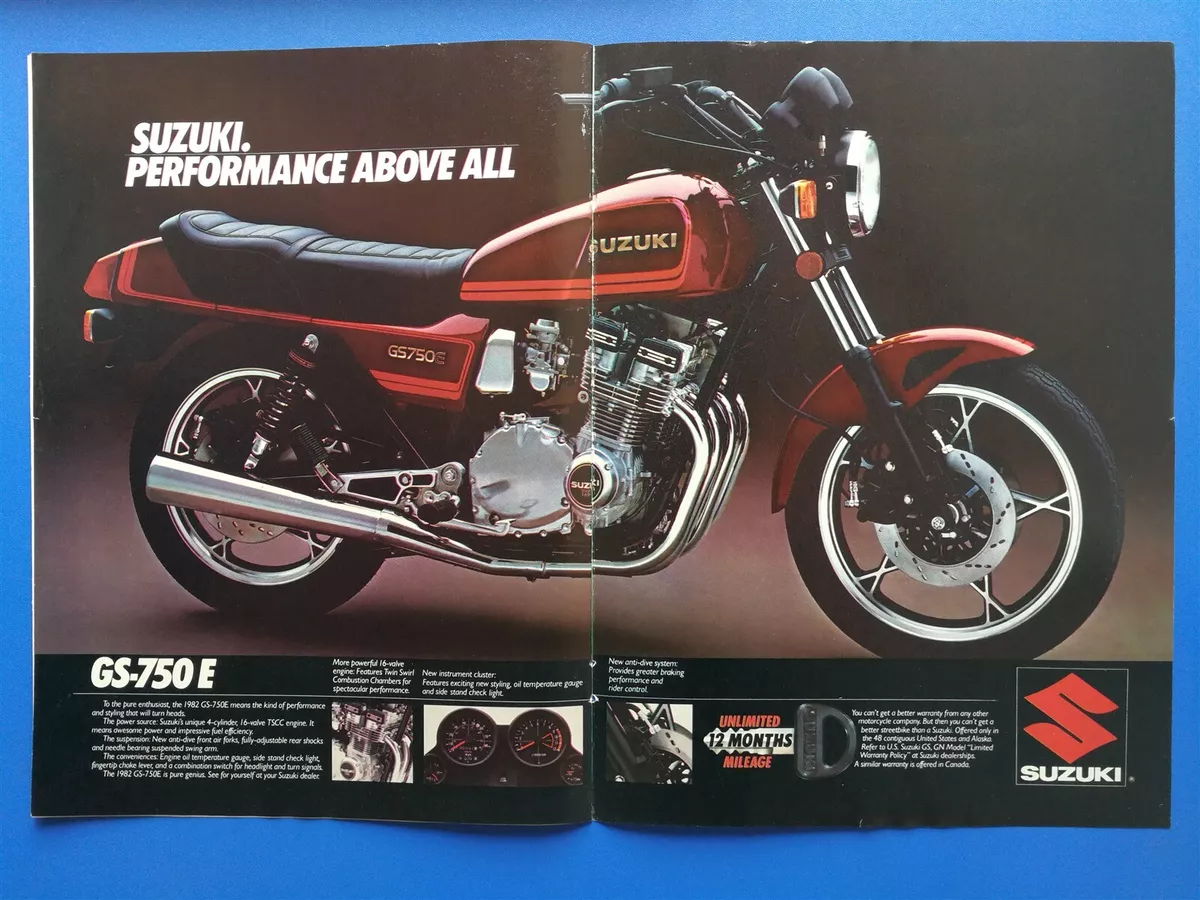 SUZUKI.
PERFORMANCE ABOVE ALL
SUZUKI
GS750E
SUZUKI
GS-750 E
To the pure enthusiast, the 1982 GS-750E means the kind of performance
and styling that will turn heads.
The power source: Suzuki's unique 4-cylinder, 16-valve TSCC engine. It
means awesome power and impressive fuel efficiency.
The suspension: New anti-dive front air forks, fully-adjustable rear shocks
and needle bearing suspended swing arm.
The conveniences: Engine oil temperature gauge, side stand check light,
fingertip choke lever, and a combination switch for headlight and turn signals.
The 1982 GS-750E is pure genius. See for yourself at your Suzuki dealer.
More powerful 16-valve
engine: Features Twin Swirl
Combustion Chambers for
spectacular performance.
New instrument cluster:
Features exciting new styling, oil temperature gauge
and side stand check light.
New anti-dive system:
Provides greater braking
performance and
rider control.
UNLIMITED
12 MONTHS
MILEAGE
You can't get a better warranty from any other
motorcycle company. But then you can't get a
better streetbike than a Suzuki. Offered only in
the 48 contiguous United States and Alaska.
Refer to U.S. Suzuki GS, GN Model "Limited
Warranty Policy" at Suzuki dealerships.
A similar warranty is offered in Canada.
SUZUKI®